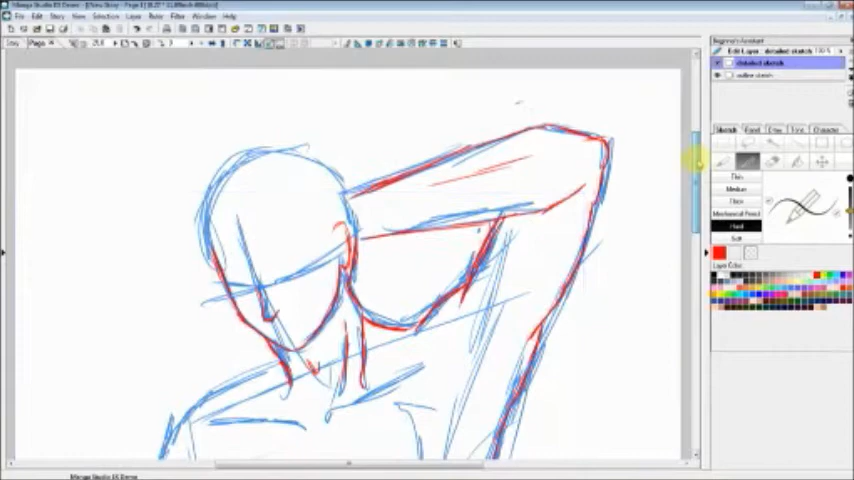 Manga Studio EX Demo
File Edit Story View Selection Layer Ruler Filter Window Help
Story Page
Beginner's Assistant
Edit Layer : detailed sketch
detailed sketch
outline sketch
Sketch Panel Draw Tone Character
Thin
Medium
Thick
Mechanical Pencil
Hard
Soft
Layer Color
Manga Studio EX Demo